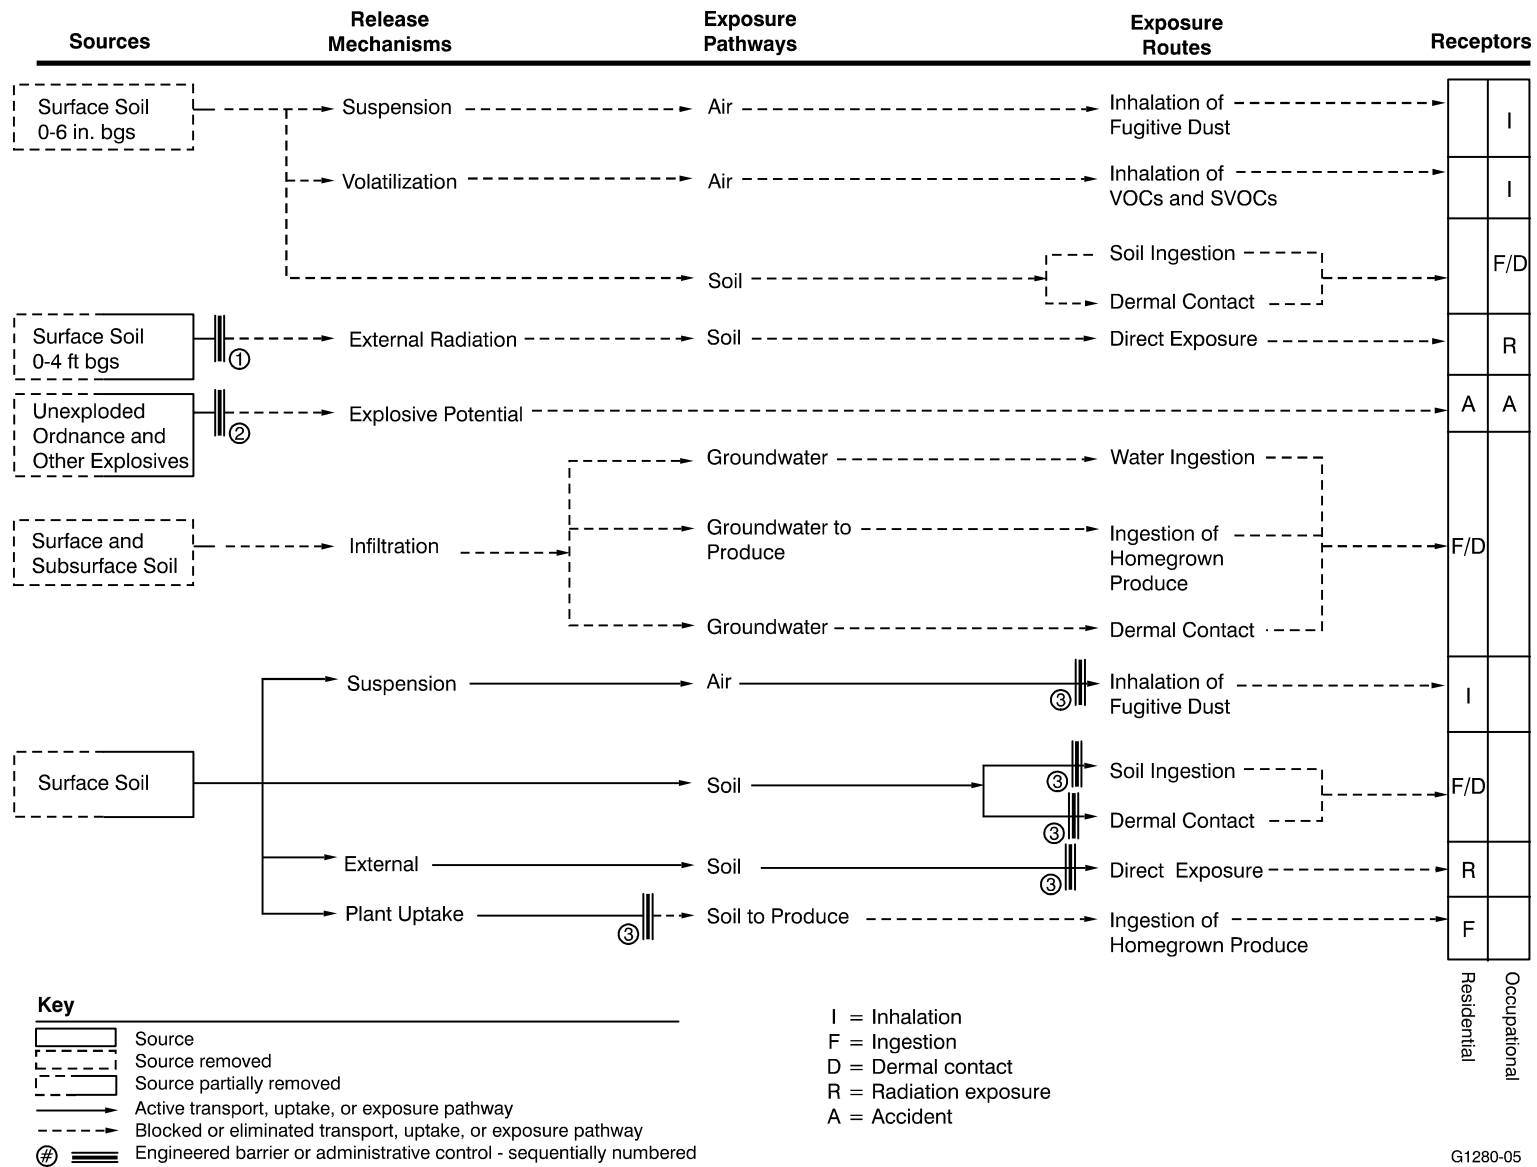 Sources
Release
Mechanisms
Exposure
Pathways
Exposure
Routes
Receptors
Surface Soil
0-6 in. bgs
Suspension
Air
Inhalation of
Fugitive Dust
I
Volatilization
Air
Inhalation of
VOCs and SVOCs
I
Soil
Soil Ingestion
Dermal Contact
F/D
Surface Soil
0-4 ft bgs
1
External Radiation
Soil
Direct Exposure
R
Unexploded
Ordnance and
Other Explosives
2
Explosive Potential
A
A
Surface and
Subsurface Soil
Infiltration
Groundwater
Water Ingestion
Groundwater to
Produce
Ingestion of
Homegrown
Produce
Groundwater
Dermal Contact
F/D
Surface Soil
Suspension
Air
3
Inhalation of
Fugitive Dust
I
Soil
3
Soil Ingestion
3
Dermal Contact
F/D
External
Soil
3
Direct Exposure
R
Plant Uptake
3
Soil to Produce
Ingestion of
Homegrown Produce
F
Residential
Occupational
Key
Source
Source removed
Source partially removed
Active transport, uptake, or exposure pathway
Blocked or eliminated transport, uptake, or exposure pathway
# Engineered barrier or administrative control - sequentially numbered
I = Inhalation
F = Ingestion
D = Dermal contact
R = Radiation exposure
A = Accident
G1280-05